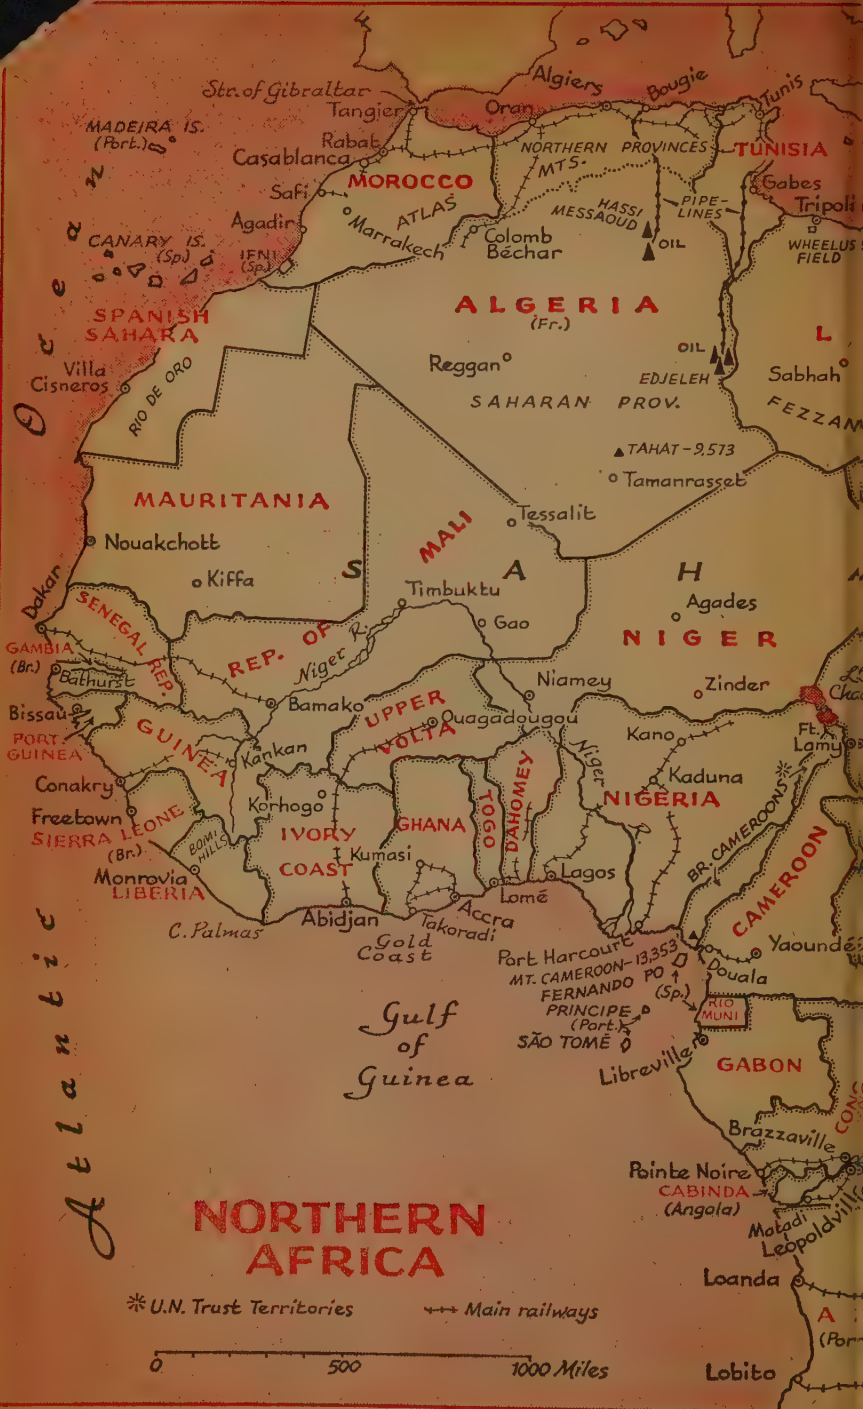 Str. of Gibraltar
Algiers
Bougie
Tunis
Tangier
Oran
MADEIRA IS.
(Port.)
Rabat
Casablanca
NORTHERN PROVINCES
TUNISIA
MTS.
Safi
MOROCCO
ATLAS
Gabes
Agadir
Marrakech
HASSI
MESSAOUD
PIPE-
LINES
Tripoli
CANARY IS.
(Sp.)
IFNI
(Sp.)
Colomb
Béchar
OIL
WHEELUS
FIELD
SPANISH
SAHARA
ALGERIA
(Fr.)
L
Villa
Cisneros
RIO DE ORO
Reggan
OIL
EDJELEH
Sabhah
SAHARAN PROV.
FEZZAN
TAHAT-9,573
Tamanrasset
MAURITANIA
Nouakchott
MALI
Tessalit
Kiffa
S A H
Dakar
SENEGAL REP.
Timbuktu
Agades
REP. OF
Niger R.
Gao
NIGER
GAMBIA
(Br.)
Bathurst
Niamey
Zinder
Bissau
PORT.
GUINEA
GUINEA
Bamako
UPPER
VOLTA
Ouagadougou
Kano
Ft.
Lamy
Kankan
Niger
Kaduna
Conakry
Korhogo
DAHOMEY
NIGERIA
Freetown
SIERRA LEONE
(Br.)
BOMI
HILLS
IVORY
COAST
GHANA
TOGO
BR. CAMEROONS
CAMEROON
Kumasi
Monrovia
LIBERIA
Lagos
Lomé
C. Palmas
Abidjan
Takoradi
Accra
Gold
Coast
Port Harcourt
Yaoundé
MT. CAMEROON-13,353
Douala
FERNANDO PO
(Sp.)
PRINCIPE
(Port.)
SÃO TOMÉ
RIO
MUNI
Libreville
Gulf
of
Guinea
GABON
CONG
Brazzaville
Pointe Noire
CABINDA
(Angola)
Matadi
Leopoldville
Atlantic Ocean
NORTHERN
AFRICA
Loanda
U.N. Trust Territories
Main railways
A
(Por
0 500 1000 Miles
Lobito